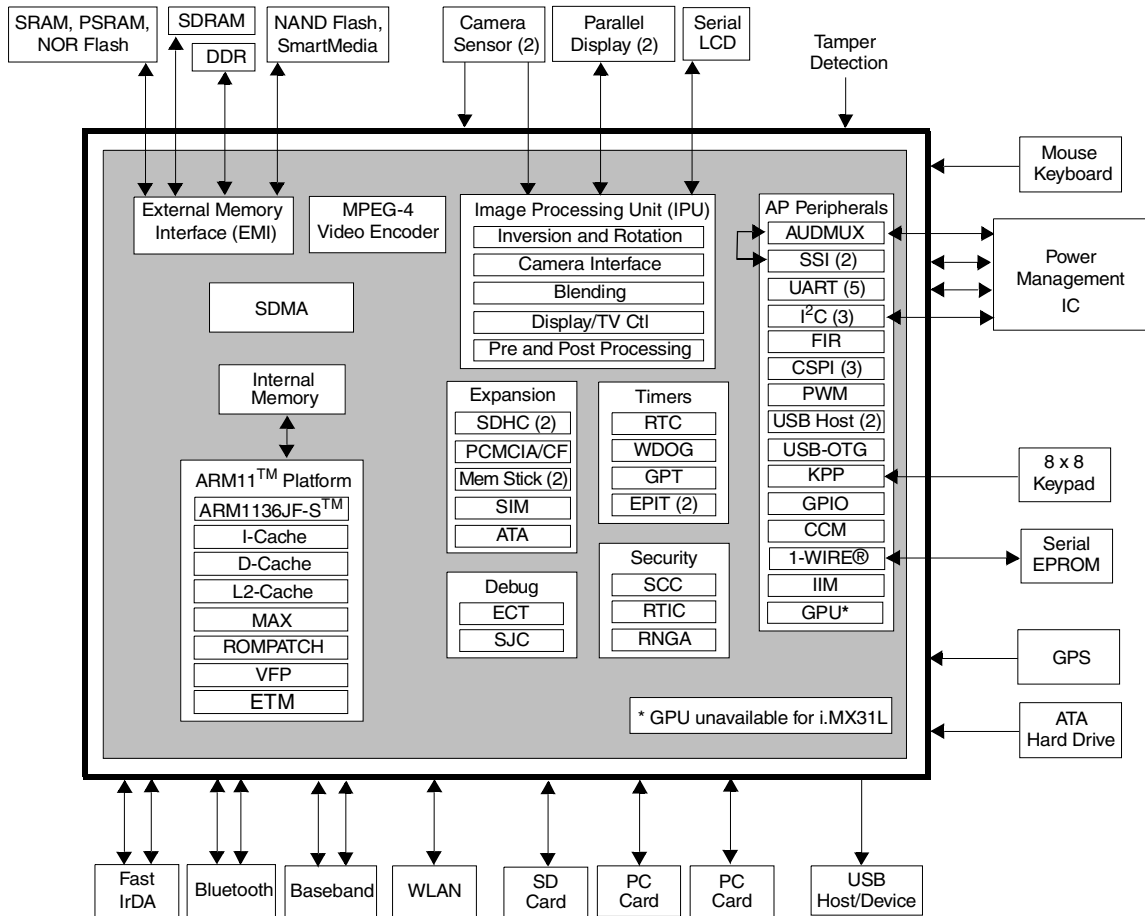 SRAM, PSRAM,
NOR Flash
SDRAM
DDR
NAND Flash,
SmartMedia
Camera
Sensor (2)
Parallel
Display (2)
Serial
LCD
Tamper
Detection
External Memory
Interface (EMI)
MPEG-4
Video Encoder
SDMA
Internal
Memory
ARM11™ Platform
ARM1136JF-S™
I-Cache
D-Cache
L2-Cache
MAX
ROMPATCH
VFP
ETM
Image Processing Unit (IPU)
Inversion and Rotation
Camera Interface
Blending
Display/TV Ctl
Pre and Post Processing
Expansion
SDHC (2)
PCMCIA/CF
Mem Stick (2)
SIM
ATA
Debug
ECT
SJC
Timers
RTC
WDOG
GPT
EPIT (2)
Security
SCC
RTIC
RNGA
AP Peripherals
AUDMUX
SSI (2)
UART (5)
I²C (3)
FIR
CSPI (3)
PWM
USB Host (2)
USB-OTG
KPP
GPIO
CCM
1-WIRE®
IIM
GPU*
* GPU unavailable for i.MX31L
Mouse
Keyboard
Power
Management
IC
8 x 8
Keypad
Serial
EPROM
GPS
ATA
Hard Drive
Fast
IrDA
Bluetooth
Baseband
WLAN
SD
Card
PC
Card
PC
Card
USB
Host/Device